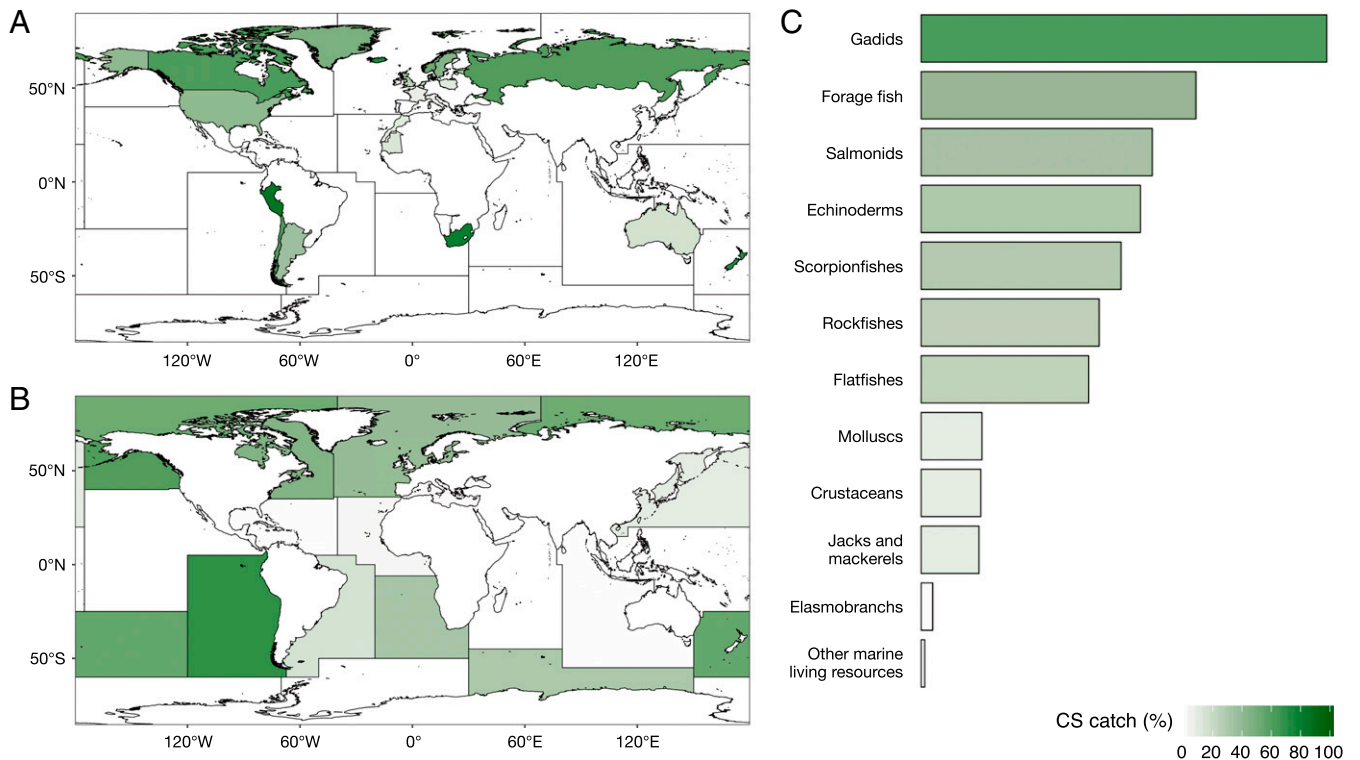 A
50°N
0°N
50°S
120°W
60°W
0°
60°E
120°E
B
50°N
0°N
50°S
120°W
60°W
0°
60°E
120°E
C
Gadids
Forage fish
Salmonids
Echinoderms
Scorpionfishes
Rockfishes
Flatfishes
Molluscs
Crustaceans
Jacks and
mackerels
Elasmobranchs
Other marine
living resources
CS catch (%)
0 20 40 60 80 100